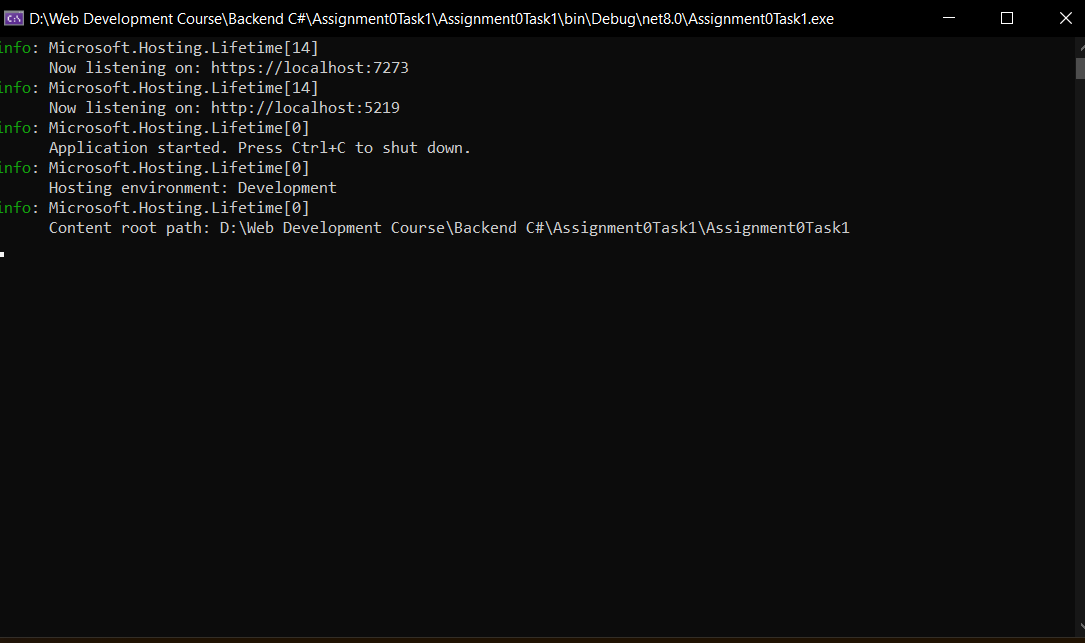 D:\Web Development Course\Backend C#\Assignment0Task1\Assignment0Task1\bin\Debug\net8.0\Assignment0Task1.exe
info: Microsoft.Hosting.Lifetime[14]
Now listening on: https://localhost:7273
info: Microsoft.Hosting.Lifetime[14]
Now listening on: http://localhost:5219
info: Microsoft.Hosting.Lifetime[0]
Application started. Press Ctrl+C to shut down.
info: Microsoft.Hosting.Lifetime[0]
Hosting environment: Development
info: Microsoft.Hosting.Lifetime[0]
Content root path: D:\Web Development Course\Backend C#\Assignment0Task1\Assignment0Task1